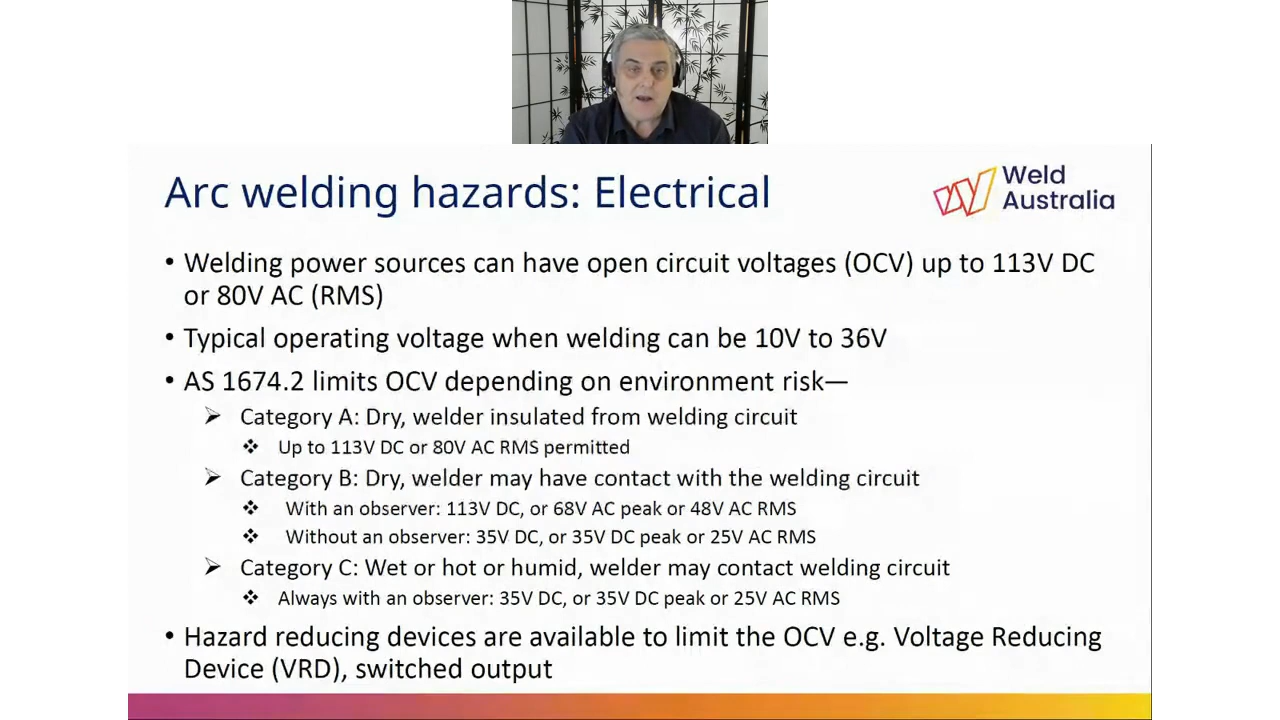 Arc welding hazards: Electrical
Weld
Australia
• Welding power sources can have open circuit voltages (OCV) up to 113V DC
or 80V AC (RMS)
• Typical operating voltage when welding can be 10V to 36V
• AS 1674.2 limits OCV depending on environment risk—
➢ Category A: Dry, welder insulated from welding circuit
❖ Up to 113V DC or 80V AC RMS permitted
➢ Category B: Dry, welder may have contact with the welding circuit
❖ With an observer: 113V DC, or 68V AC peak or 48V AC RMS
❖ Without an observer: 35V DC, or 35V DC peak or 25V AC RMS
➢ Category C: Wet or hot or humid, welder may contact welding circuit
❖ Always with an observer: 35V DC, or 35V DC peak or 25V AC RMS
• Hazard reducing devices are available to limit the OCV e.g. Voltage Reducing
Device (VRD), switched output